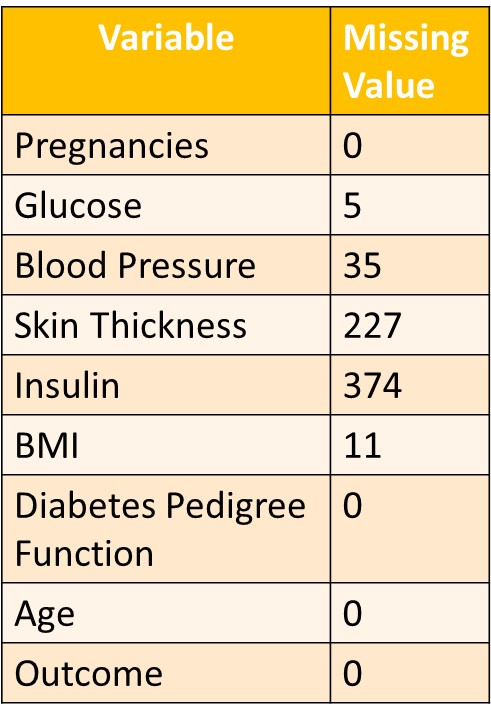 Variable Missing
Value
Pregnancies 0
Glucose 5
Blood Pressure 35
Skin Thickness 227
Insulin 374
BMI 11
Diabetes Pedigree 0
Function
Age 0
Outcome 0